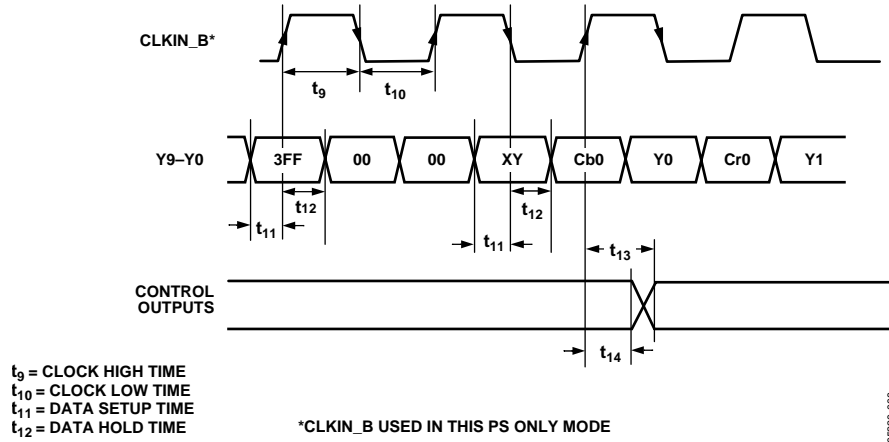 CLKIN_B*
t9
t10
Y9–Y0
3FF
00
00
XY
Cb0
Y0
Cr0
Y1
t12
t12
t11
t11
t13
CONTROL
OUTPUTS
t14
t9 = CLOCK HIGH TIME
t10 = CLOCK LOW TIME
t11 = DATA SETUP TIME
t12 = DATA HOLD TIME
*CLKIN_B USED IN THIS PS ONLY MODE